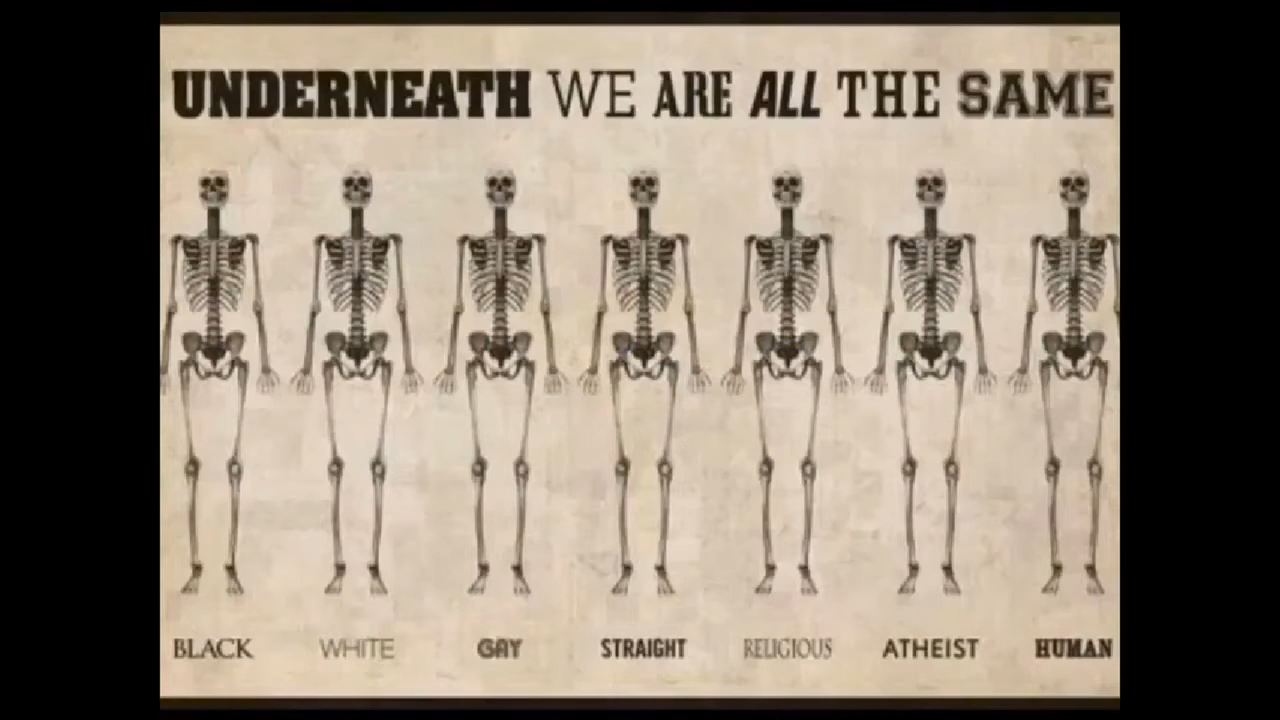 UNDERNEATH WE ARE ALL THE SAME
BLACK WHITE GAY STRAIGHT RELIGIOUS ATHEIST HUMAN